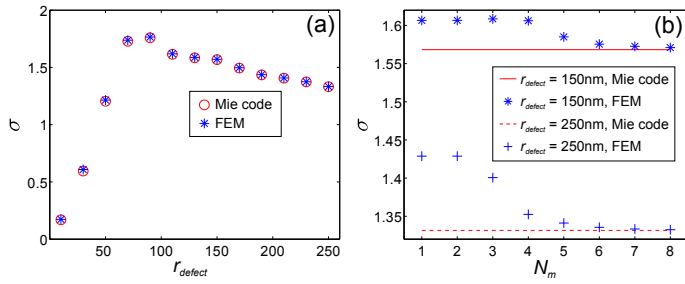 (a)
2
1.5
1
0.5
0
σ
Mie code
FEM
50 100 150 200 250
r_defect
(b)
1.6
1.55
1.5
1.45
1.4
1.35
σ
r_defect = 150nm, Mie code
r_defect = 150nm, FEM
r_defect = 250nm, Mie code
r_defect = 250nm, FEM
1 2 3 4 5 6 7 8
N_m